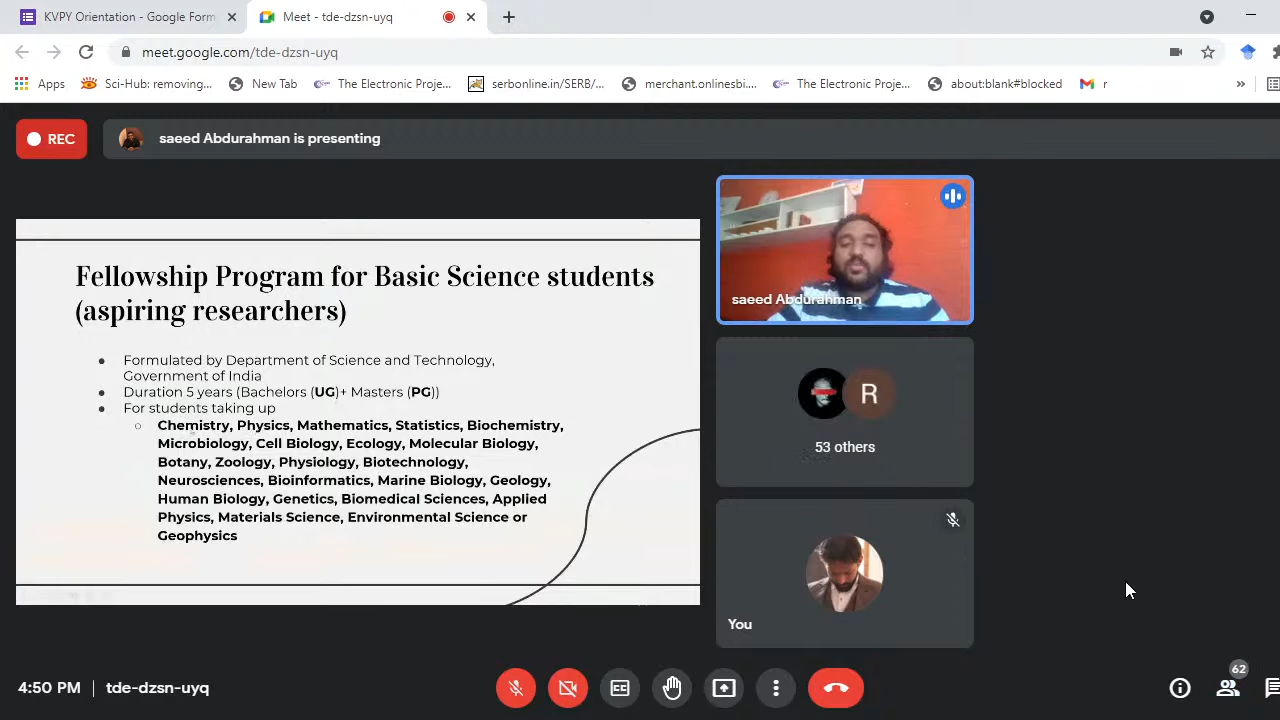 KVPY Orientation - Google Form
Meet - tde-dzsn-uyq
meet.google.com/tde-dzsn-uyq
Apps
Sci-Hub: removing...
New Tab
The Electronic Proje...
serbonline.in/SERB/...
merchant.onlinesbi....
The Electronic Proje...
about:blank#blocked
r
REC
saeed Abdurahman is presenting
Fellowship Program for Basic Science students
(aspiring researchers)
● Formulated by Department of Science and Technology,
Government of India
● Duration 5 years (Bachelors (UG)+ Masters (PG))
● For students taking up
○ Chemistry, Physics, Mathematics, Statistics, Biochemistry,
Microbiology, Cell Biology, Ecology, Molecular Biology,
Botany, Zoology, Physiology, Biotechnology,
Neurosciences, Bioinformatics, Marine Biology, Geology,
Human Biology, Genetics, Biomedical Sciences, Applied
Physics, Materials Science, Environmental Science or
Geophysics
saeed Abdurahman
R
53 others
You
4:50 PM | tde-dzsn-uyq
CC
62